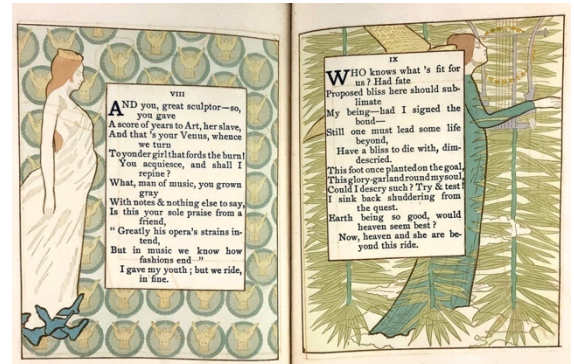 VIII
AND you, great sculptor—so,
you gave
A score of years to Art, her slave,
And that 's your Venus, whence
we turn
To yonder girl that fords the burn!
You acquiesce, and shall I
repine?
What, man of music, you grown
gray
With notes & nothing else to say,
Is this your sole praise from a
friend,
" Greatly his opera's strains in-
tend,
But in music we know how
fashions end "
I gave my youth; but we ride,
in fine.
IX
WHO knows what 's fit for
us? Had fate
Proposed bliss here should sub-
limate
My being—had I signed the
bond—
Still one must lead some life
beyond,
Have a bliss to die with, dim-
descried.
This foot once planted on the goal,
This glory-garland round my soul,
Could I descry such? Try & test!
I sink back shuddering from
the quest.
Earth being so good, would
heaven seem best?
Now, heaven and she are be-
yond this ride.